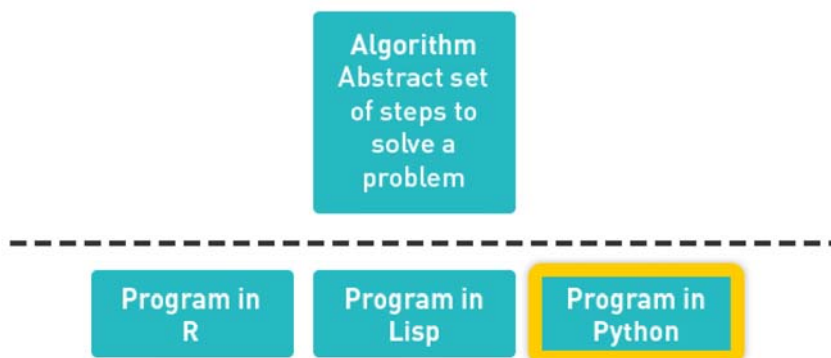 Algorithm
Abstract set
of steps to
solve a
problem
Program in
R
Program in
Lisp
Program in
Python